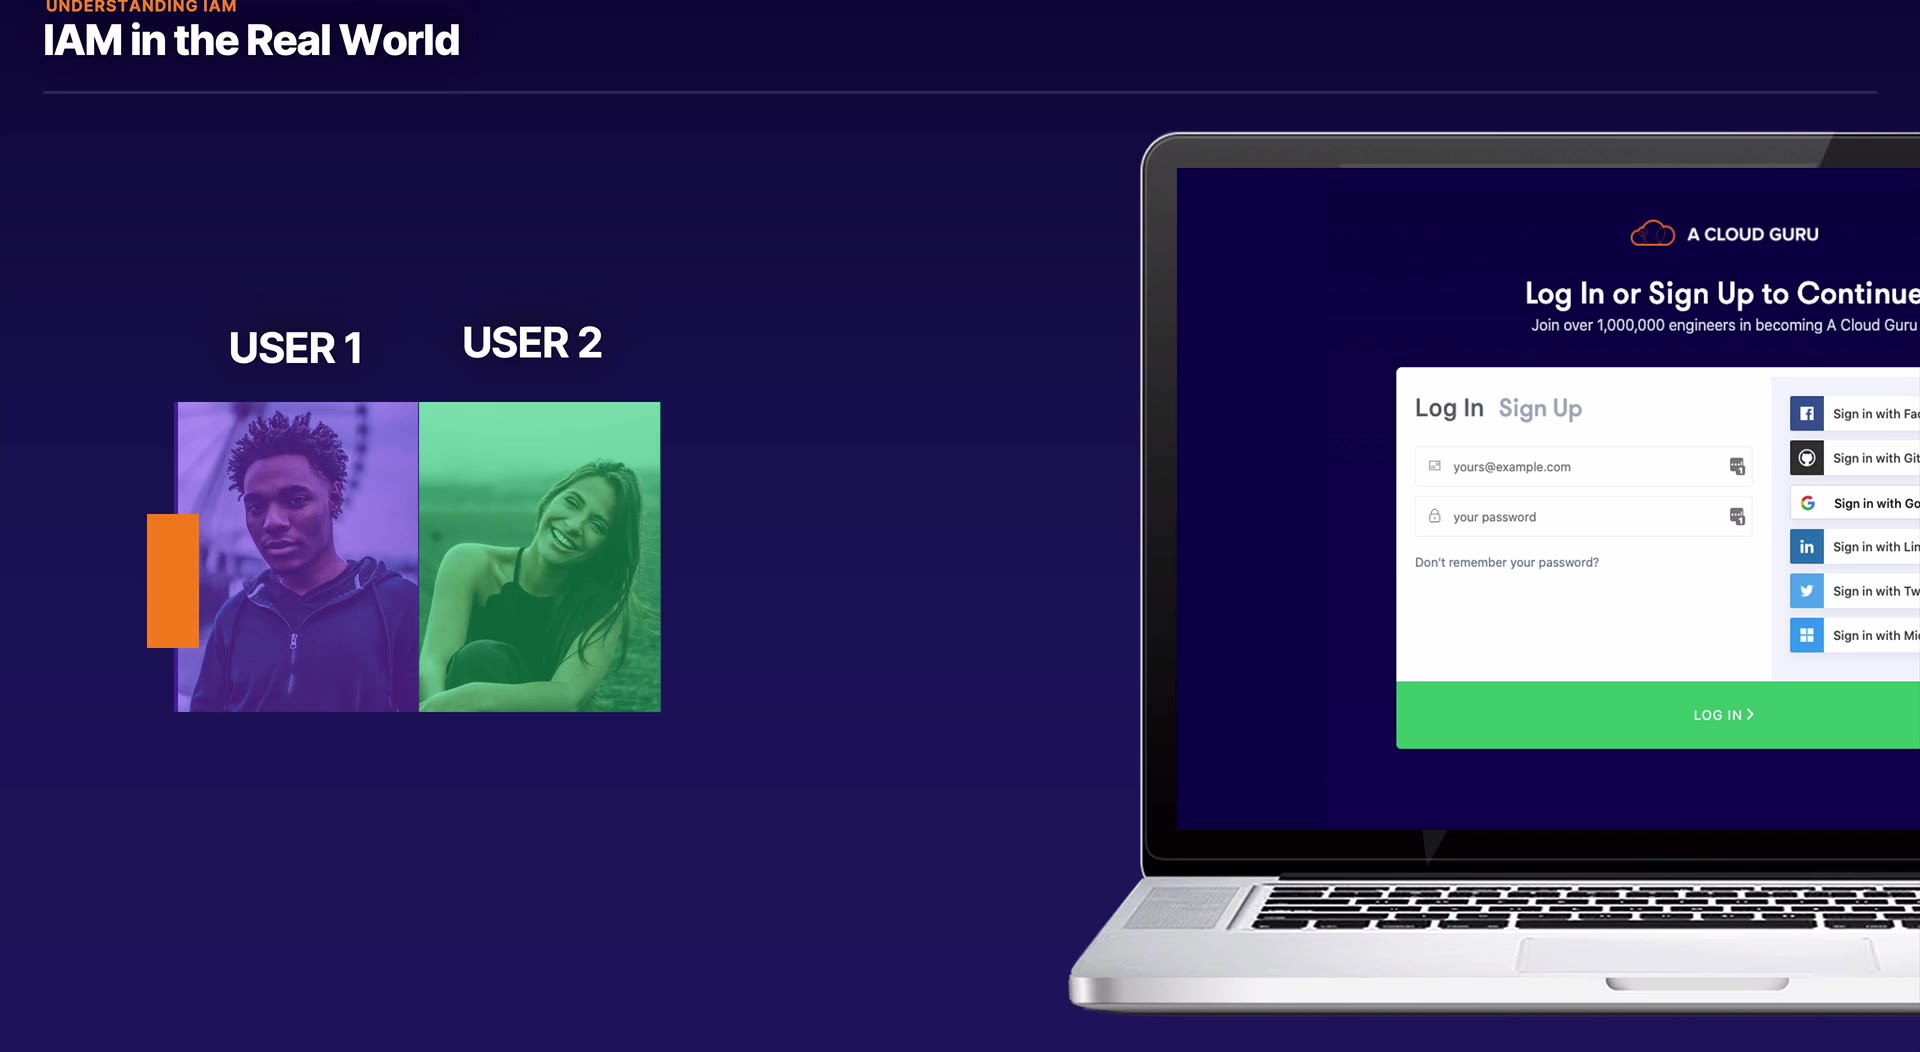 UNDERSTANDING IAM
IAM in the Real World
USER 1
USER 2
A CLOUD GURU
Log In or Sign Up to Continue
Join over 1,000,000 engineers in becoming A Cloud Guru
Log In Sign Up
yours@example.com
your password
Don't remember your password?
Sign in with Fac
Sign in with Git
Sign in with Go
Sign in with Lin
Sign in with Tw
Sign in with Mic
LOG IN